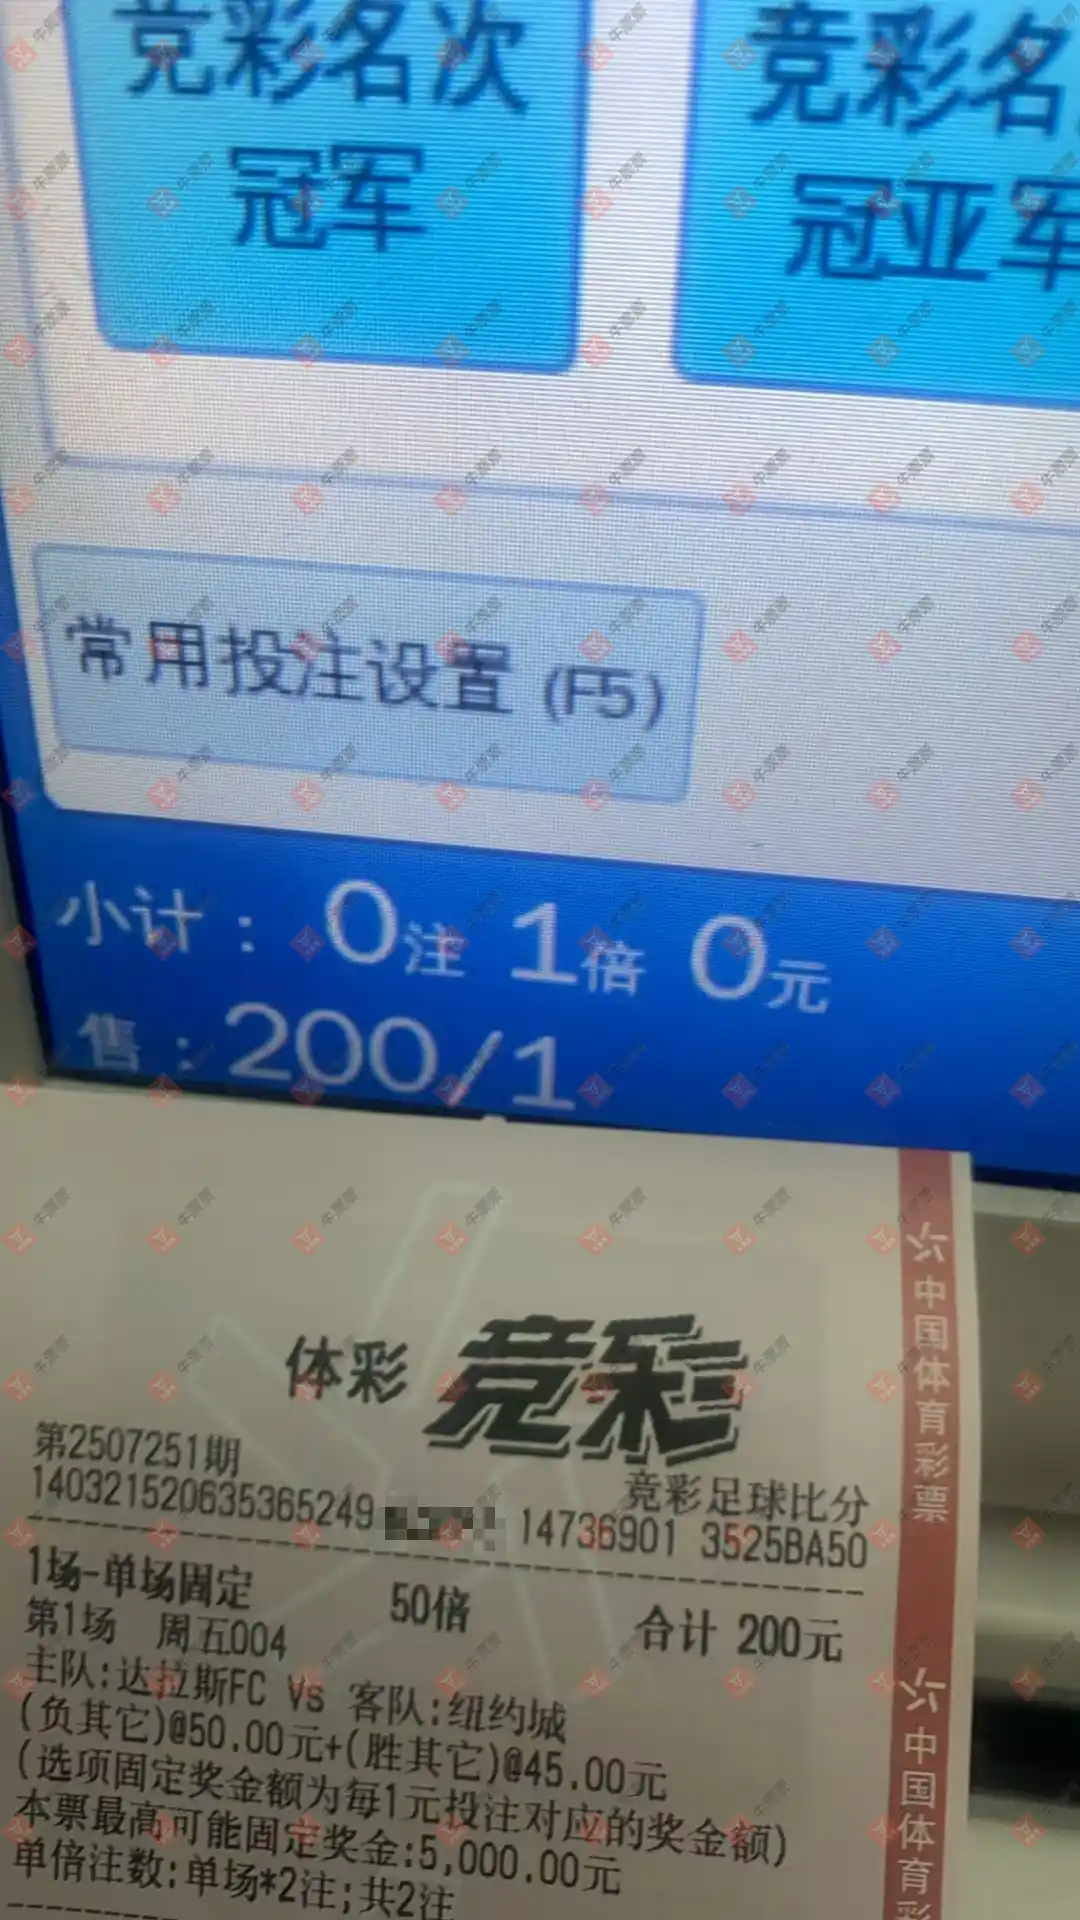 竞彩名次
冠军
竞彩名
冠亚军
常用投注设置 (F5)
小计：0注 1倍 0元
售：200/1
体彩 竞彩
第2507251期
竞彩足球比分
140321520635365249
14736901 3525BA50
1场-单场固定 50倍 合计 200元
第1场 周五004
主队:达拉斯FC Vs 客队:纽约城
(负其它)@50.00元+(胜其它)@45.00元
(选项固定奖金额为每1元投注对应的奖金额)
本票最高可能固定奖金:5,000.00元
单倍注数:单场*2注;共2注
中国体育彩票
中国体育彩